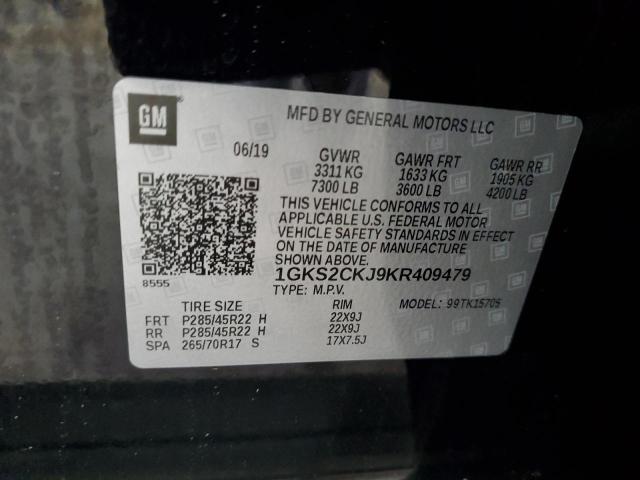 GM
MFD BY GENERAL MOTORS LLC
06/19
GVWR GAWR FRT GAWR RR
3311 KG 1633 KG 1905 KG
7300 LB 3600 LB 4200 LB
THIS VEHICLE CONFORMS TO ALL
APPLICABLE U.S. FEDERAL MOTOR
VEHICLE SAFETY STANDARDS IN EFFECT
ON THE DATE OF MANUFACTURE
SHOWN ABOVE.
8555
1GKS2CKJ9KR409479
TYPE: M.P.V. MODEL: 99TK15706
TIRE SIZE RIM
FRT P285/45R22 H 22X9J
RR P285/45R22 H 22X9J
SPA 265/70R17 S 17X7.5J